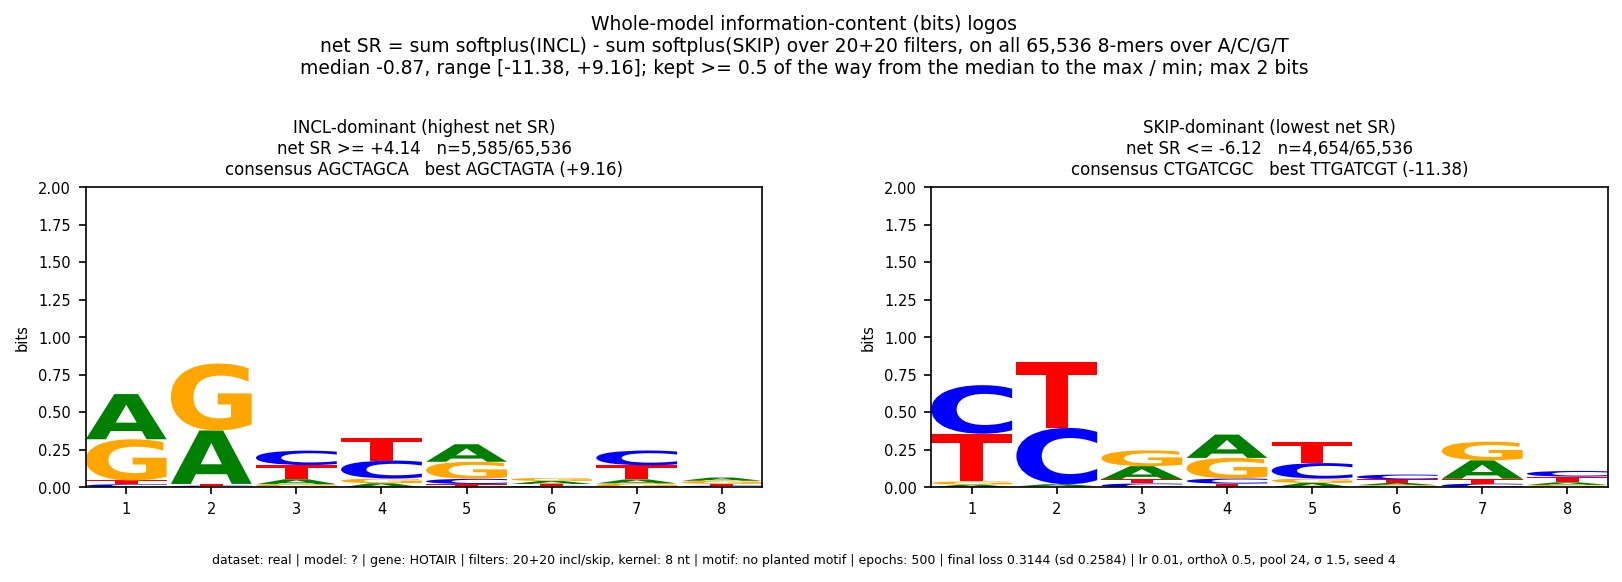 Whole-model information-content (bits) logos
net SR = sum softplus(INCL) - sum softplus(SKIP) over 20+20 filters, on all 65,536 8-mers over A/C/G/T
median -0.87, range [-11.38, +9.16]; kept >= 0.5 of the way from the median to the max / min; max 2 bits
INCL-dominant (highest net SR)
net SR >= +4.14 n=5,585/65,536
consensus AGCTAGCA best AGCTAGTA (+9.16)
2.00
1.75
1.50
1.25
1.00
0.75
0.50
0.25
0.00
bits
1 2 3 4 5 6 7 8
SKIP-dominant (lowest net SR)
net SR <= -6.12 n=4,654/65,536
consensus CTGATCGC best TTGATCGT (-11.38)
2.00
1.75
1.50
1.25
1.00
0.75
0.50
0.25
0.00
bits
1 2 3 4 5 6 7 8
dataset: real | model: ? | gene: HOTAIR | filters: 20+20 incl/skip, kernel: 8 nt | motif: no planted motif | epochs: 500 | final loss 0.3144 (sd 0.2584) | lr 0.01, orthoλ 0.5, pool 24, σ 1.5, seed 4